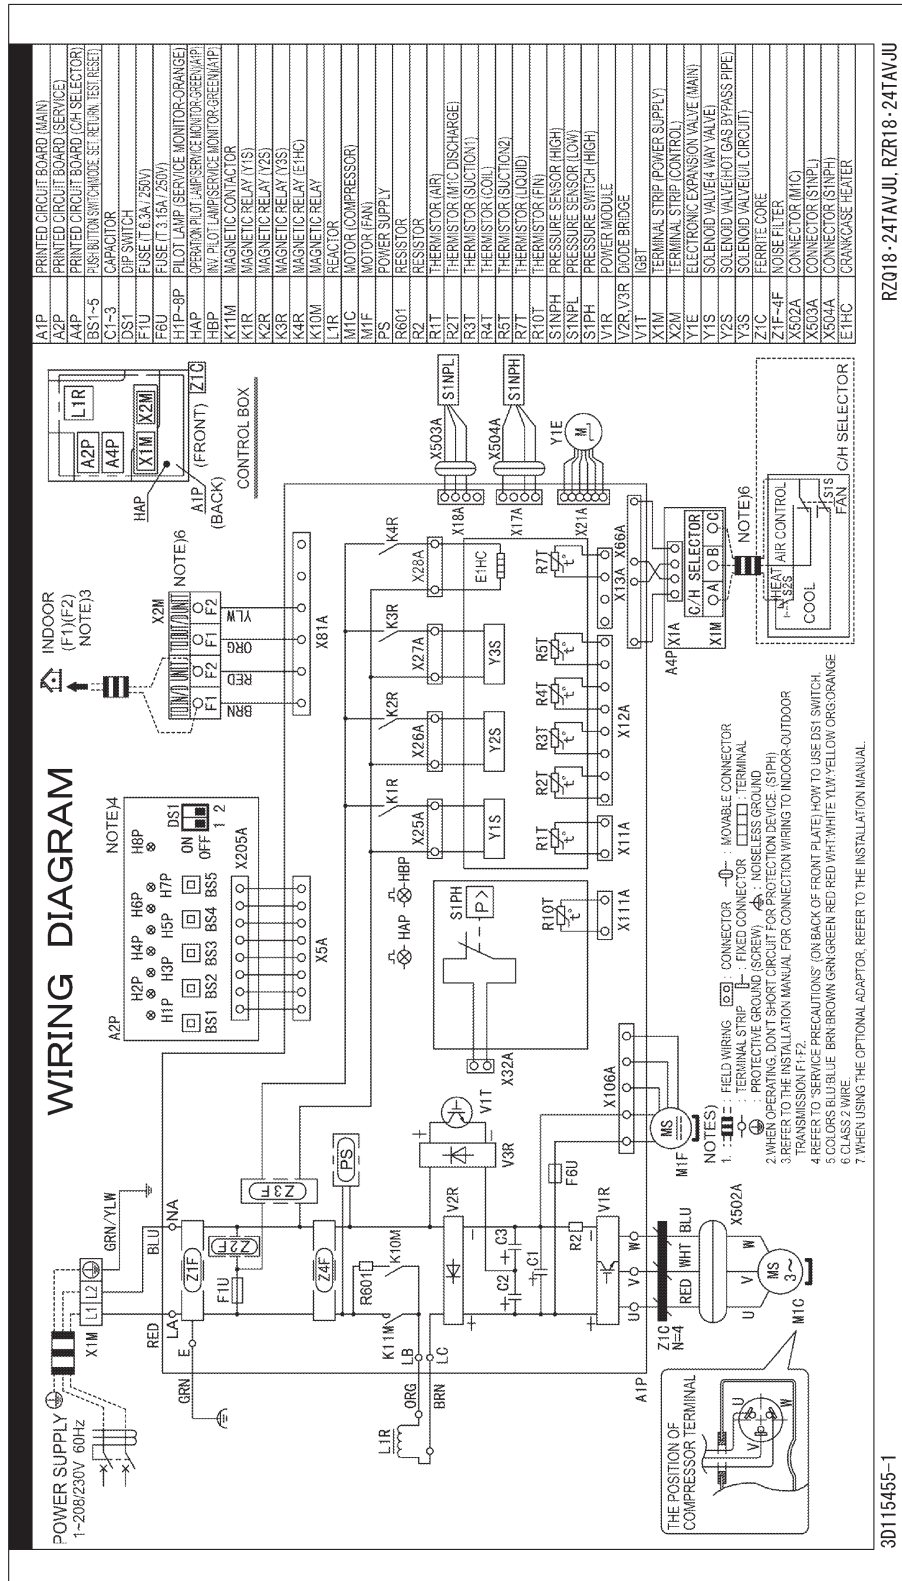 WIRING DIAGRAM
POWER SUPPLY
1~208/230V 60Hz
X1M
L1 L2
GRN/YLW
RED
BLU
LA
NA
E
GRN
Z1F
Z2F
F1U
Z3F
Z4F
PS
R601
K10M
K11M
LB
LC
ORG
BRN
L1R
V2R
V3R
V1T
C2
C3
C1
R2
V1R
F6U
U
V
W
Z1C
N=4
RED
WHT
BLU
X502A
U
V
W
MS
3~
M1C
A1P
THE POSITION OF
COMPRESSOR TERMINAL
U
V
W
X106A
MS
M1F
A2P
NOTE)4
H1P
H2P
H3P
H4P
H5P
H6P
H7P
H8P
DS1
ON
OFF
1 2
BS1 BS2 BS3 BS4 BS5
X205A
X5A
HAP
HBP
S1PH
P>
X32A
R10T
t°
X111A
INDOOR
(F1)(F2)
NOTE)3
X2M
NOTE)6
F1 F2 F1 F2
BRN
RED
ORG
YLW
X81A
K1R
K2R
K3R
K4R
X25A
X26A
X27A
X28A
Y1S
Y2S
Y3S
E1HC
R1T
R2T
R3T
R4T
R5T
R7T
t°
t°
t°
t°
t°
t°
X11A
X12A
X13A
X66A
X18A
X17A
X21A
X503A
X504A
S1NPL
S1NPH
Y1E
M
HAP
A2P
A4P
L1R
X1M
X2M
Z1C
A1P
(BACK)
(FRONT)
CONTROL BOX
A4P
X1A
C/H SELECTOR
A B C
X1M
NOTE)6
HEAT
S2S
COOL
AIR CONTROL
S1S
FAN
C/H SELECTOR
NOTES)
1. : FIELD WIRING : CONNECTOR : MOVABLE CONNECTOR
: TERMINAL STRIP : FIXED CONNECTOR : TERMINAL
: PROTECTIVE GROUND (SCREW) : NOISELESS GROUND
2.WHEN OPERATING, DON'T SHORT CIRCUIT FOR PROTECTION DEVICE. (S1PH)
3.REFER TO THE INSTALLATION MANUAL FOR CONNECTION WIRING TO INDOOR-OUTDOOR
TRANSMISSION F1·F2.
4 REFER TO "SERVICE PRECAUTIONS" (ON BACK OF FRONT PLATE) HOW TO USE DS1 SWITCH.
5 COLORS BLU:BLUE BRN:BROWN GRN:GREEN RED:RED WHT:WHITE YLW:YELLOW ORG:ORANGE
6 CLASS 2 WIRE.
7. WHEN USING THE OPTIONAL ADAPTOR, REFER TO THE INSTALLATION MANUAL.
A1P PRINTED CIRCUIT BOARD (MAIN)
A2P PRINTED CIRCUIT BOARD (SERVICE)
A4P PRINTED CIRCUIT BOARD (C/H SELECTOR)
BS1~5 PUSH BUTTON SWITCH(MODE, SET, RETURN, TEST, RESET)
C1~3 CAPACITOR
DS1 DIP SWITCH
F1U FUSE (T 6.3A / 250V)
F6U FUSE (T 3.15A / 250V)
H1P~8P PILOT LAMP (SERVICE MONITOR-ORANGE)
HAP OPERATION PILOT LAMP(SERVICE MONITOR-GREEN)(A1P)
HBP INV. PILOT LAMP(SERVICE MONITOR-GREEN)(A1P)
K11M MAGNETIC CONTACTOR
K1R MAGNETIC RELAY (Y1S)
K2R MAGNETIC RELAY (Y2S)
K3R MAGNETIC RELAY (Y3S)
K4R MAGNETIC RELAY (E1HC)
K10M MAGNETIC RELAY
L1R REACTOR
M1C MOTOR (COMPRESSOR)
M1F MOTOR (FAN)
PS POWER SUPPLY
R601 RESISTOR
R2 RESISTOR
R1T THERMISTOR (AIR)
R2T THERMISTOR (M1C DISCHARGE)
R3T THERMISTOR (SUCTION1)
R4T THERMISTOR (COIL)
R5T THERMISTOR (SUCTION2)
R7T THERMISTOR (LIQUID)
R10T THERMISTOR (FIN)
S1NPH PRESSURE SENSOR (HIGH)
S1NPL PRESSURE SENSOR (LOW)
S1PH PRESSURE SWITCH (HIGH)
V1R POWER MODULE
V2R,V3R DIODE BRIDGE
V1T IGBT
X1M TERMINAL STRIP (POWER SUPPLY)
X2M TERMINAL STRIP (CONTROL)
Y1E ELECTRONIC EXPANSION VALVE (MAIN)
Y1S SOLENOID VALVE(4 WAY VALVE)
Y2S SOLENOID VALVE(HOT GAS BYPASS PIPE)
Y3S SOLENOID VALVE(U/L CIRCUIT)
Z1C FERRITE CORE
Z1F~4F NOISE FILTER
X502A CONNECTOR (M1C)
X503A CONNECTOR (S1NPL)
X504A CONNECTOR (S1NPH)
E1HC CRANKCASE HEATER
3D115455-1
RZQ18·24TAVJU, RZR18·24TAVJU